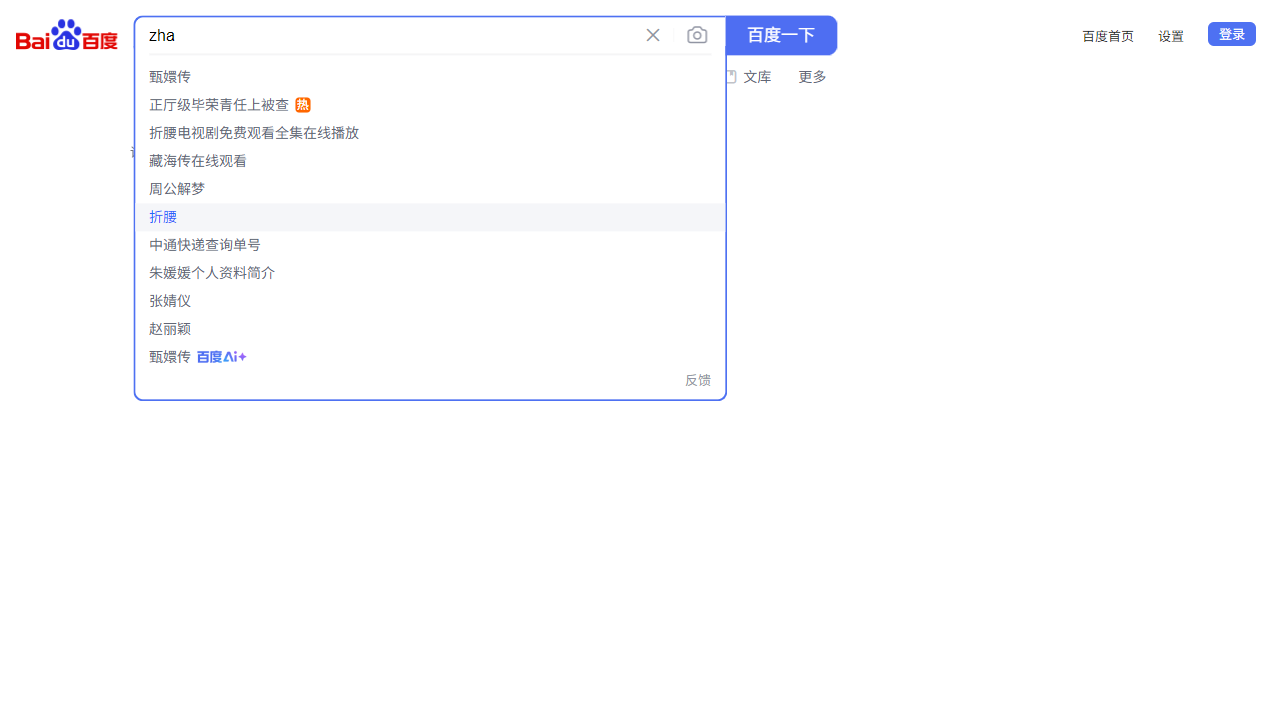 Bai du 百度
zha
百度一下
百度首页
设置
登录
文库
更多
甄嬛传
正厅级毕荣青任上被查 热
折腰电视剧免费观看全集在线播放
藏海传在线观看
周公解梦
折腰
中通快递查询单号
朱媛媛个人资料简介
张婧仪
赵丽颖
甄嬛传 百度Ai+
反馈